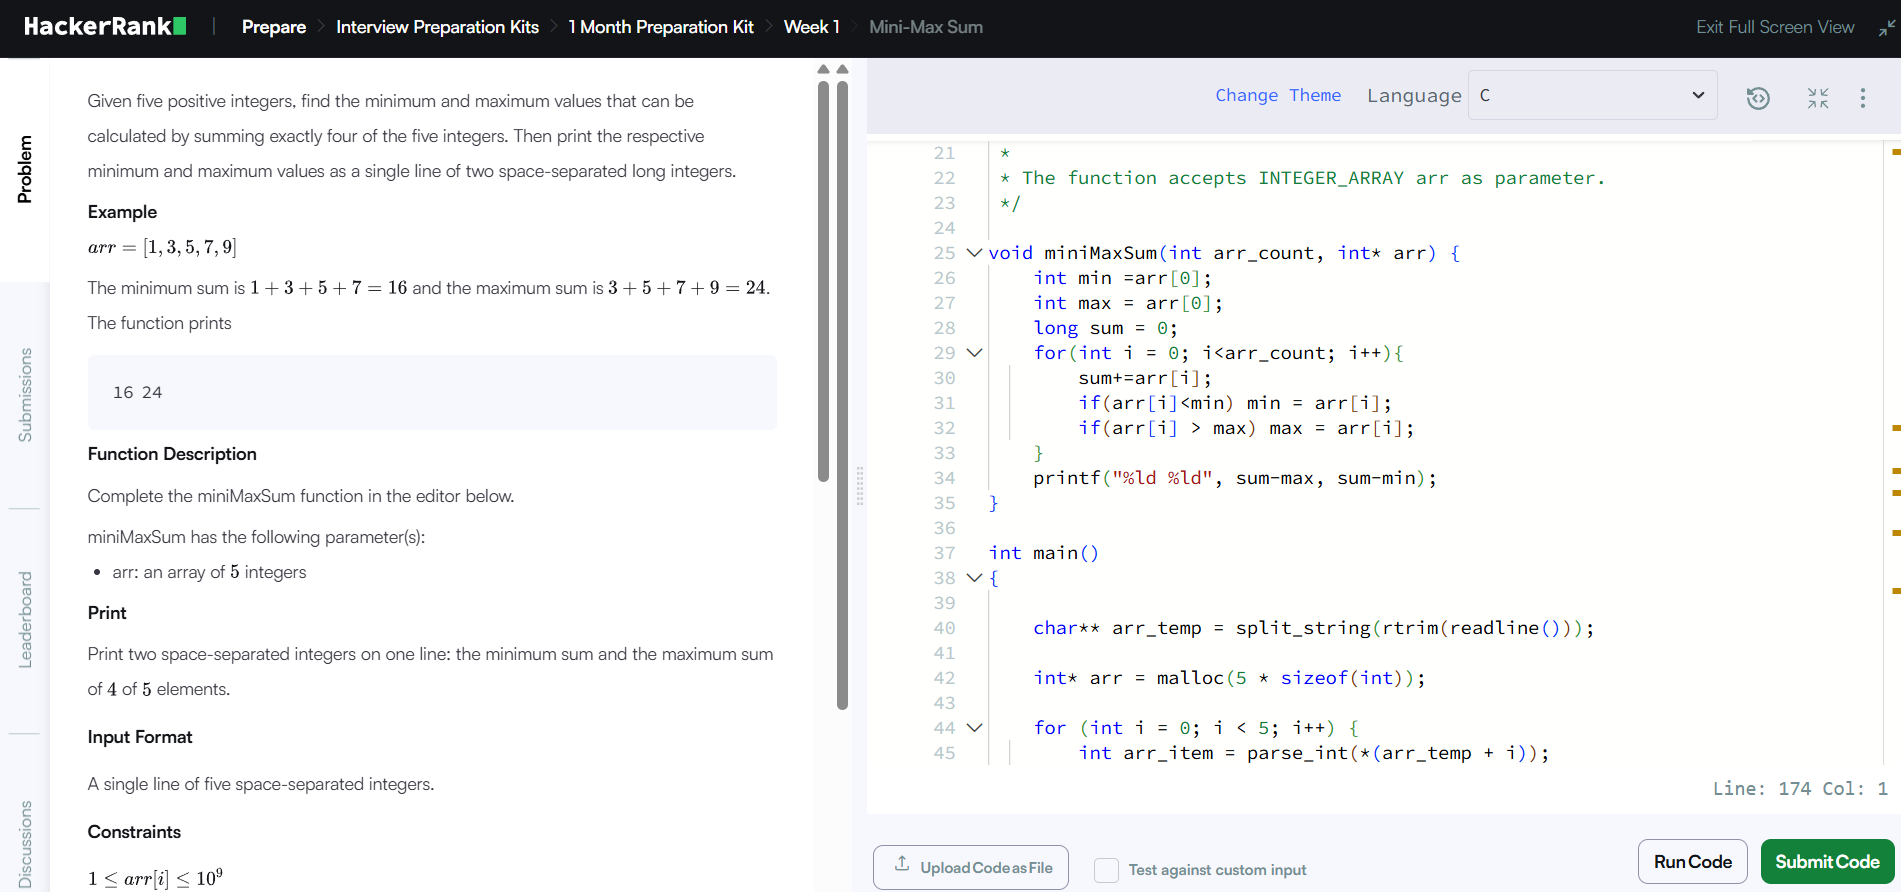 HackerRank | Prepare > Interview Preparation Kits > 1 Month Preparation Kit > Week 1 > Mini-Max Sum Exit Full Screen View
Problem
Submissions
Leaderboard
Discussions
Given five positive integers, find the minimum and maximum values that can be
calculated by summing exactly four of the five integers. Then print the respective
minimum and maximum values as a single line of two space-separated long integers.
Example
arr = [1, 3, 5, 7, 9]
The minimum sum is 1 + 3 + 5 + 7 = 16 and the maximum sum is 3 + 5 + 7 + 9 = 24.
The function prints
16 24
Function Description
Complete the miniMaxSum function in the editor below.
miniMaxSum has the following parameter(s):
• arr: an array of 5 integers
Print
Print two space-separated integers on one line: the minimum sum and the maximum sum
of 4 of 5 elements.
Input Format
A single line of five space-separated integers.
Constraints
1 ≤ arr[i] ≤ 10⁹
Change Theme Language C
21 *
22 * The function accepts INTEGER_ARRAY arr as parameter.
23 */
24
25 void miniMaxSum(int arr_count, int* arr) {
26     int min =arr[0];
27     int max = arr[0];
28     long sum = 0;
29     for(int i = 0; i<arr_count; i++){
30         sum+=arr[i];
31         if(arr[i]<min) min = arr[i];
32         if(arr[i] > max) max = arr[i];
33     }
34     printf("%ld %ld", sum-max, sum-min);
35 }
36
37 int main()
38 {
39
40     char** arr_temp = split_string(rtrim(readline()));
41
42     int* arr = malloc(5 * sizeof(int));
43
44     for (int i = 0; i < 5; i++) {
45         int arr_item = parse_int(*(arr_temp + i));
Line: 174 Col: 1
Upload Code as File
Test against custom input
Run Code
Submit Code